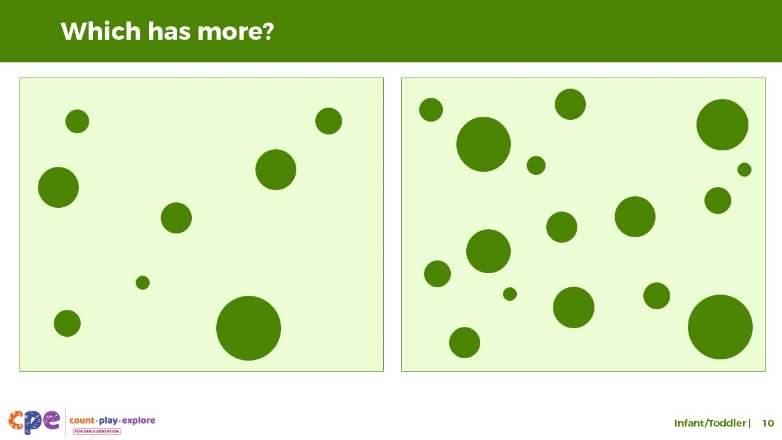 Which has more?
cpe
count·play·explore
FOR EARLY EDUCATION
Infant/Toddler | 10